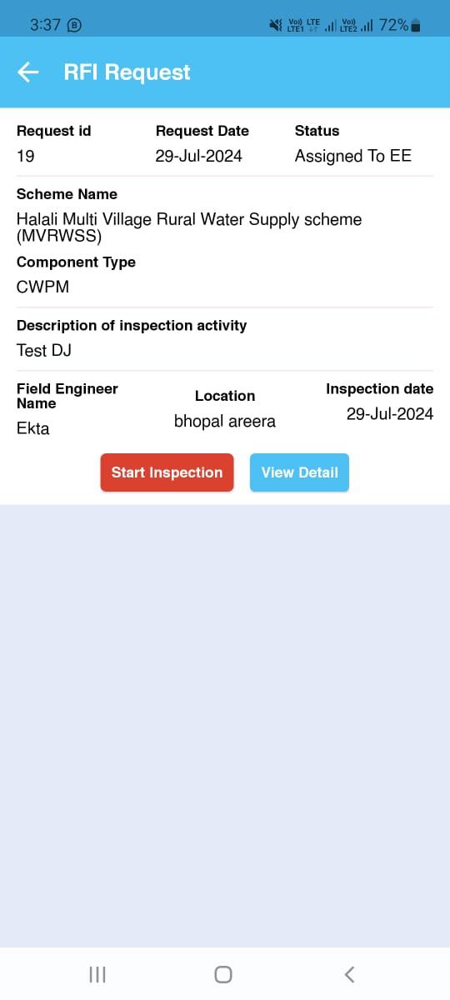 3:37 B Vo)) LTE LTE1 Vo)) LTE2 72%
RFI Request
Request id Request Date Status
19 29-Jul-2024 Assigned To EE
Scheme Name
Halali Multi Village Rural Water Supply scheme
(MVRWSS)
Component Type
CWPM
Description of inspection activity
Test DJ
Field Engineer
Name
Ekta
Location
bhopal areera
Inspection date
29-Jul-2024
Start Inspection View Detail